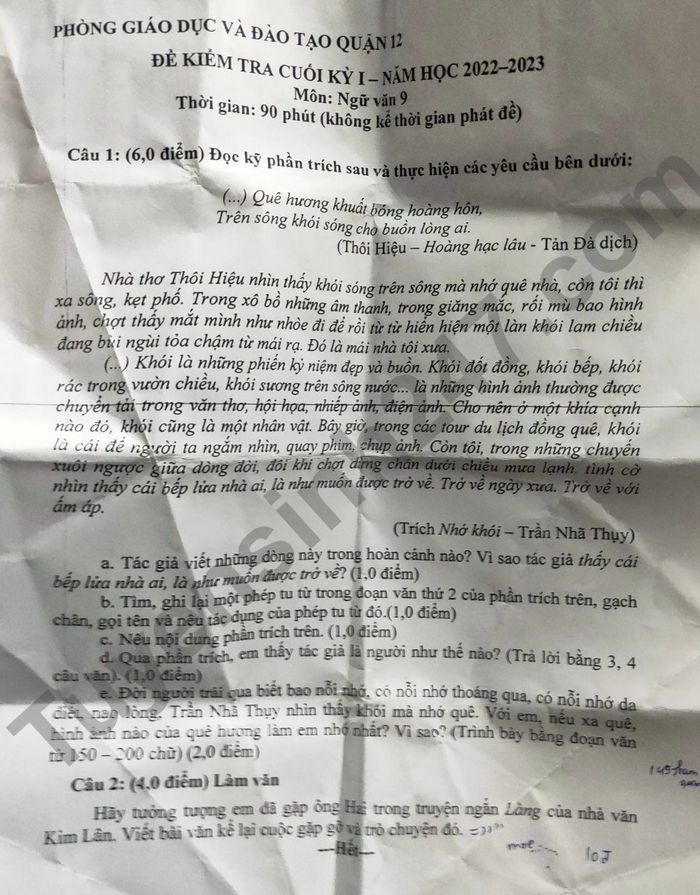 PHÒNG GIÁO DỤC VÀ ĐÀO TẠO QUẬN 12
ĐỀ KIỂM TRA CUỐI KỲ I – NĂM HỌC 2022–2023
Môn: Ngữ văn 9
Thời gian: 90 phút (không kể thời gian phát đề)
Câu 1: (6,0 điểm) Đọc kỹ phần trích sau và thực hiện các yêu cầu bên dưới:
(...) Quê hương khuất bóng hoàng hôn,
Trên sông khói sóng cho buồn lòng ai.
(Thôi Hiệu – Hoàng hạc lâu - Tản Đà dịch)
Nhà thơ Thôi Hiệu nhìn thấy khói sóng trên sông mà nhớ quê nhà, còn tôi thì
xa sông, kẹt phố. Trong xô bồ những âm thanh, trong giăng mắc, rối mù bao hình
ảnh, chợt thấy mắt mình như nhòe đi để rồi từ từ hiển hiện một làn khói lam chiều
đang bùi ngùi tỏa chậm từ mái rạ. Đó là mái nhà tôi xưa.
(...) Khói là những phiến kỷ niệm đẹp và buồn. Khói đốt đồng, khói bếp, khói
rác trong vườn chiều, khói sương trên sông nước... là những hình ảnh thường được
chuyển tải trong văn thơ, hội họa, nhiếp ảnh, điện ảnh. Cho nên ở một khía cạnh
nào đó, khói cũng là một nhân vật. Bây giờ, trong các tour du lịch đồng quê, khói
là cái để người ta ngắm nhìn, quay phim, chụp ảnh. Còn tôi, trong những chuyến
xuôi ngược giữa dòng đời, đôi khi chợt dừng chân dưới chiều mưa lạnh, tình cờ
nhìn thấy cái bếp lửa nhà ai, là như muốn được trở về. Trở về ngày xưa. Trở về với
ấm áp.
(Trích Nhớ khói – Trần Nhã Thụy)
a. Tác giả viết những dòng này trong hoàn cảnh nào? Vì sao tác giả thấy cái
bếp lửa nhà ai, là như muốn được trở về? (1,0 điểm)
b. Tìm, ghi lại một phép tu từ trong đoạn văn thứ 2 của phần trích trên, gạch
chân, gọi tên và nêu tác dụng của phép tu từ đó.(1,0 điểm)
c. Nêu nội dung phần trích trên. (1,0 điểm)
d. Qua phần trích, em thấy tác giả là người như thế nào? (Trả lời bằng 3, 4
câu văn). (1,0 điểm)
e. Đời người trải qua biết bao nỗi nhớ, có nỗi nhớ thoáng qua, có nỗi nhớ da
diết, nao lòng. Trần Nhã Thụy nhìn thấy khói mà nhớ quê. Với em, nếu xa quê,
hình ảnh nào của quê hương làm em nhớ nhất? Vì sao? (Trình bày bằng đoạn văn
từ 150 – 200 chữ) (2,0 điểm)
Câu 2: (4,0 điểm) Làm văn
Hãy tưởng tượng em đã gặp ông Hai trong truyện ngắn Làng của nhà văn
Kim Lân. Viết bài văn kể lại cuộc gặp gỡ và trò chuyện đó.
---Hết---
Tuyensinh247.com